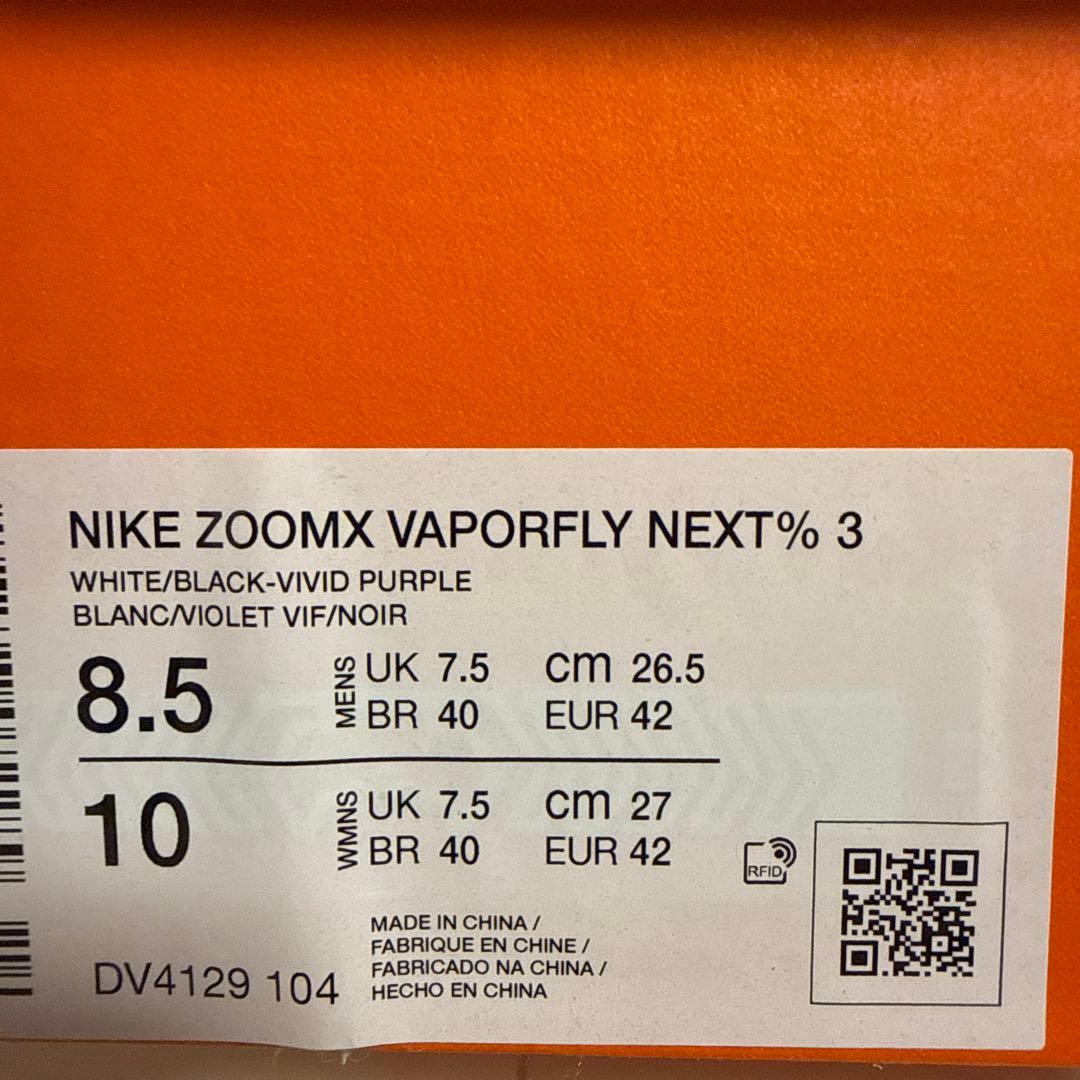 NIKE ZOOMX VAPORFLY NEXT% 3
WHITE/BLACK-VIVID PURPLE
BLANC/VIOLET VIF/NOIR
8.5 MENS UK 7.5 cm 26.5
BR 40 EUR 42
10 WMNS UK 7.5 cm 27
BR 40 EUR 42
RFID
MADE IN CHINA /
FABRIQUE EN CHINE /
FABRICADO NA CHINA /
HECHO EN CHINA
DV4129 104